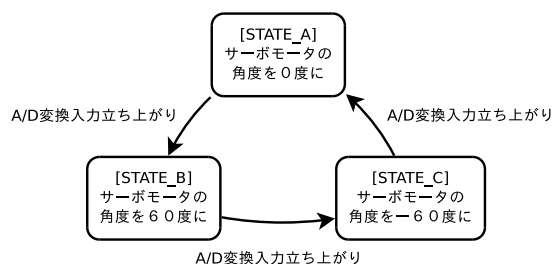 [STATE_A]
サーボモータの
角度を０度に
A/D変換入力立ち上がり
A/D変換入力立ち上がり
[STATE_B]
サーボモータの
角度を６０度に
[STATE_C]
サーボモータの
角度をー６０度に
A/D変換入力立ち上がり